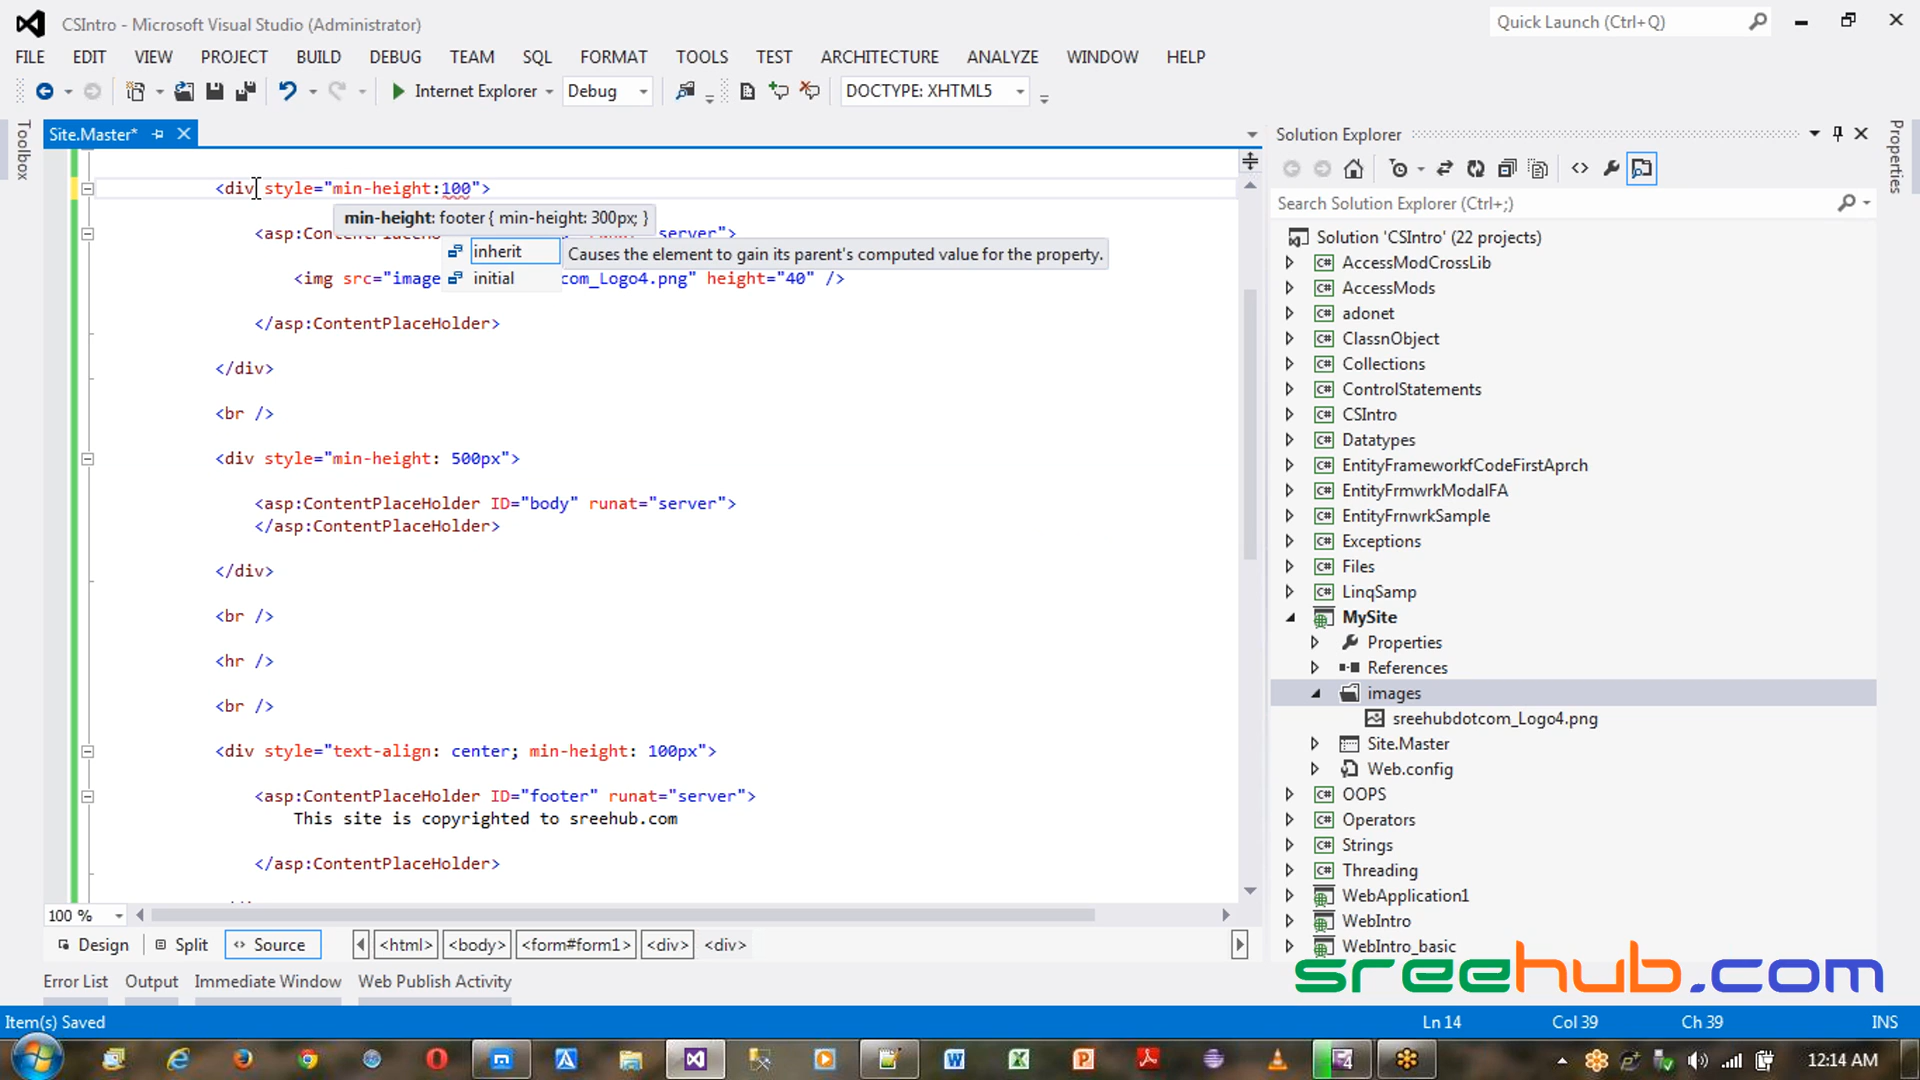 CSIntro - Microsoft Visual Studio (Administrator)
Quick Launch (Ctrl+Q)
FILE EDIT VIEW PROJECT BUILD DEBUG TEAM SQL FORMAT TOOLS TEST ARCHITECTURE ANALYZE WINDOW HELP
Internet Explorer Debug DOCTYPE: XHTML5
Toolbox
Site.Master*
<div style="min-height:100">
min-height: footer { min-height: 300px; }
<asp:Conte server">
inherit
Causes the element to gain its parent's computed value for the property.
initial
<img src="image com_Logo4.png" height="40" />
</asp:ContentPlaceHolder>
</div>
<br />
<div style="min-height: 500px">
<asp:ContentPlaceHolder ID="body" runat="server">
</asp:ContentPlaceHolder>
</div>
<br />
<hr />
<br />
<div style="text-align: center; min-height: 100px">
<asp:ContentPlaceHolder ID="footer" runat="server">
This site is copyrighted to sreehub.com
</asp:ContentPlaceHolder>
100 %
Design Split Source <html> <body> <form#form1> <div> <div>
Error List Output Immediate Window Web Publish Activity
Solution Explorer
Properties
Search Solution Explorer (Ctrl+;)
Solution 'CSIntro' (22 projects)
AccessModCrossLib
AccessMods
adonet
ClassnObject
Collections
ControlStatements
CSIntro
Datatypes
EntityFrameworkfCodeFirstAprch
EntityFrmwrkModalFA
EntityFrnwrkSample
Exceptions
Files
LinqSamp
MySite
Properties
References
images
sreehubdotcom_Logo4.png
Site.Master
Web.config
OOPS
Operators
Strings
Threading
WebApplication1
WebIntro
WebIntro_basic
sreehub.com
Item(s) Saved Ln 14 Col 39 Ch 39 INS
12:14 AM